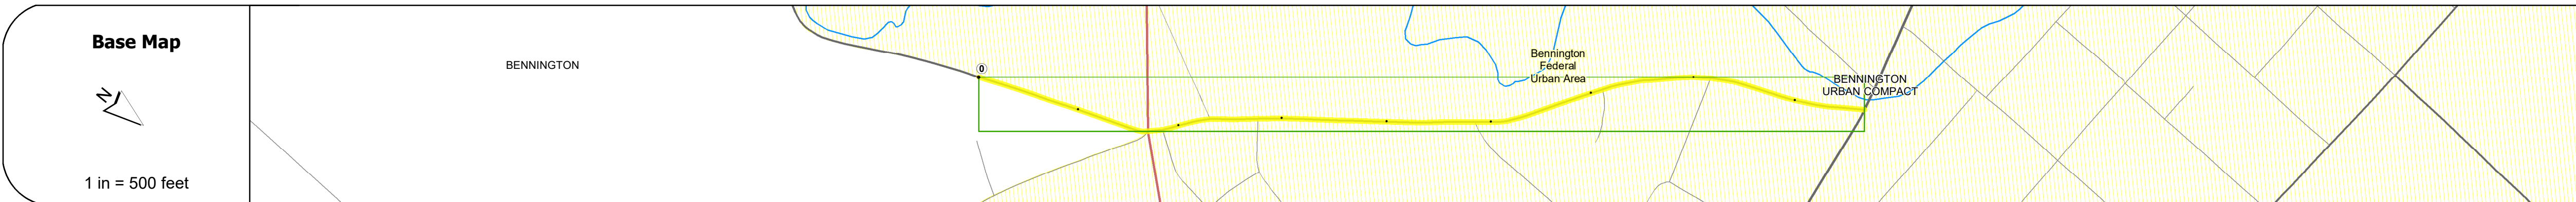 Base Map
N
1 in = 500 feet
BENNINGTON
0
Bennington
Federal
Urban Area
BENNINGTON
URBAN COMPACT